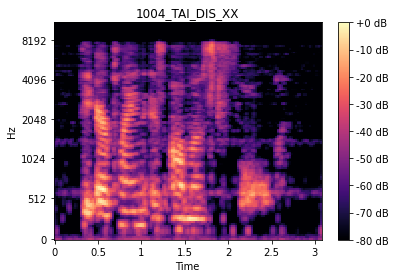 1004_TAI_DIS_XX
+0 dB
8192
-10 dB
4096
-20 dB
-30 dB
2048
Hz
-40 dB
1024
-50 dB
512
-60 dB
-70 dB
0
-80 dB
0 0.5 1 1.5 2 2.5 3
Time